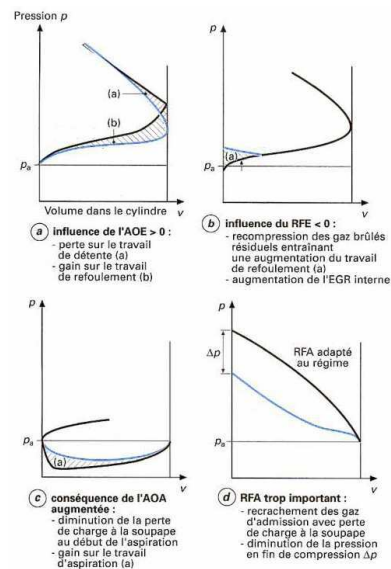 Pression p
(a)
(b)
pa
Volume dans le cylindre v
a influence de l'AOE > 0 :
- perte sur le travail
de détente (a)
- gain sur le travail
de refoulement (b)
p
(a)
pa
v
b influence du RFE < 0 :
- recompression des gaz brûlés
résiduels entraînant
une augmentation du travail
de refoulement (a)
- augmentation de l'EGR interne
p
pa
(a)
v
c conséquence de l'AOA
augmentée :
- diminution de la perte
de charge à la soupape
au début de l'aspiration
- gain sur le travail
d'aspiration (a)
p
Δp
RFA adapté
au régime
pa
v
d RFA trop important :
- recrachement des gaz
d'admission avec perte
de charge à la soupape
- diminution de la pression
en fin de compression Δp